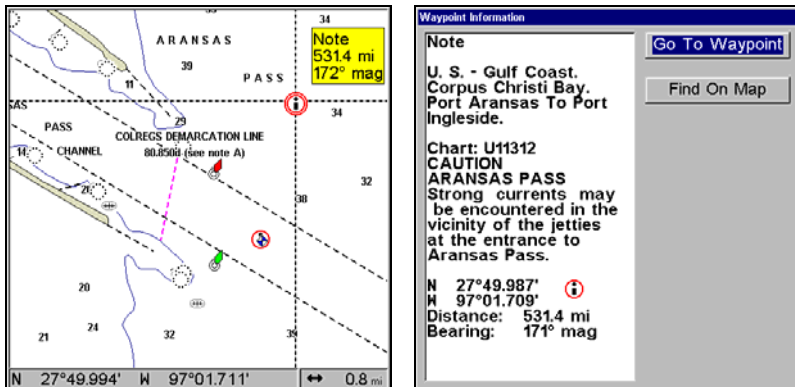 34
ARANSAS
39
PASS
Note
531.4 mi
172° mag
11
34
29
PASS
COLREGS DEMARCATION LINE
80.850d (see note A)
14
CHANNEL
32
26
38
20
21
24
32
39
N 27°49.994' W 97°01.711' ↔ 0.8 mi
Waypoint Information
Note
U. S. - Gulf Coast.
Corpus Christi Bay.
Port Aransas To Port
Ingleside.
Chart: U11312
CAUTION
ARANSAS PASS
Strong currents may
be encountered in the
vicinity of the jetties
at the entrance to
Aransas Pass.
N 27°49.987'
W 97°01.709'
Distance: 531.4 mi
Bearing: 171° mag
Go To Waypoint
Find On Map